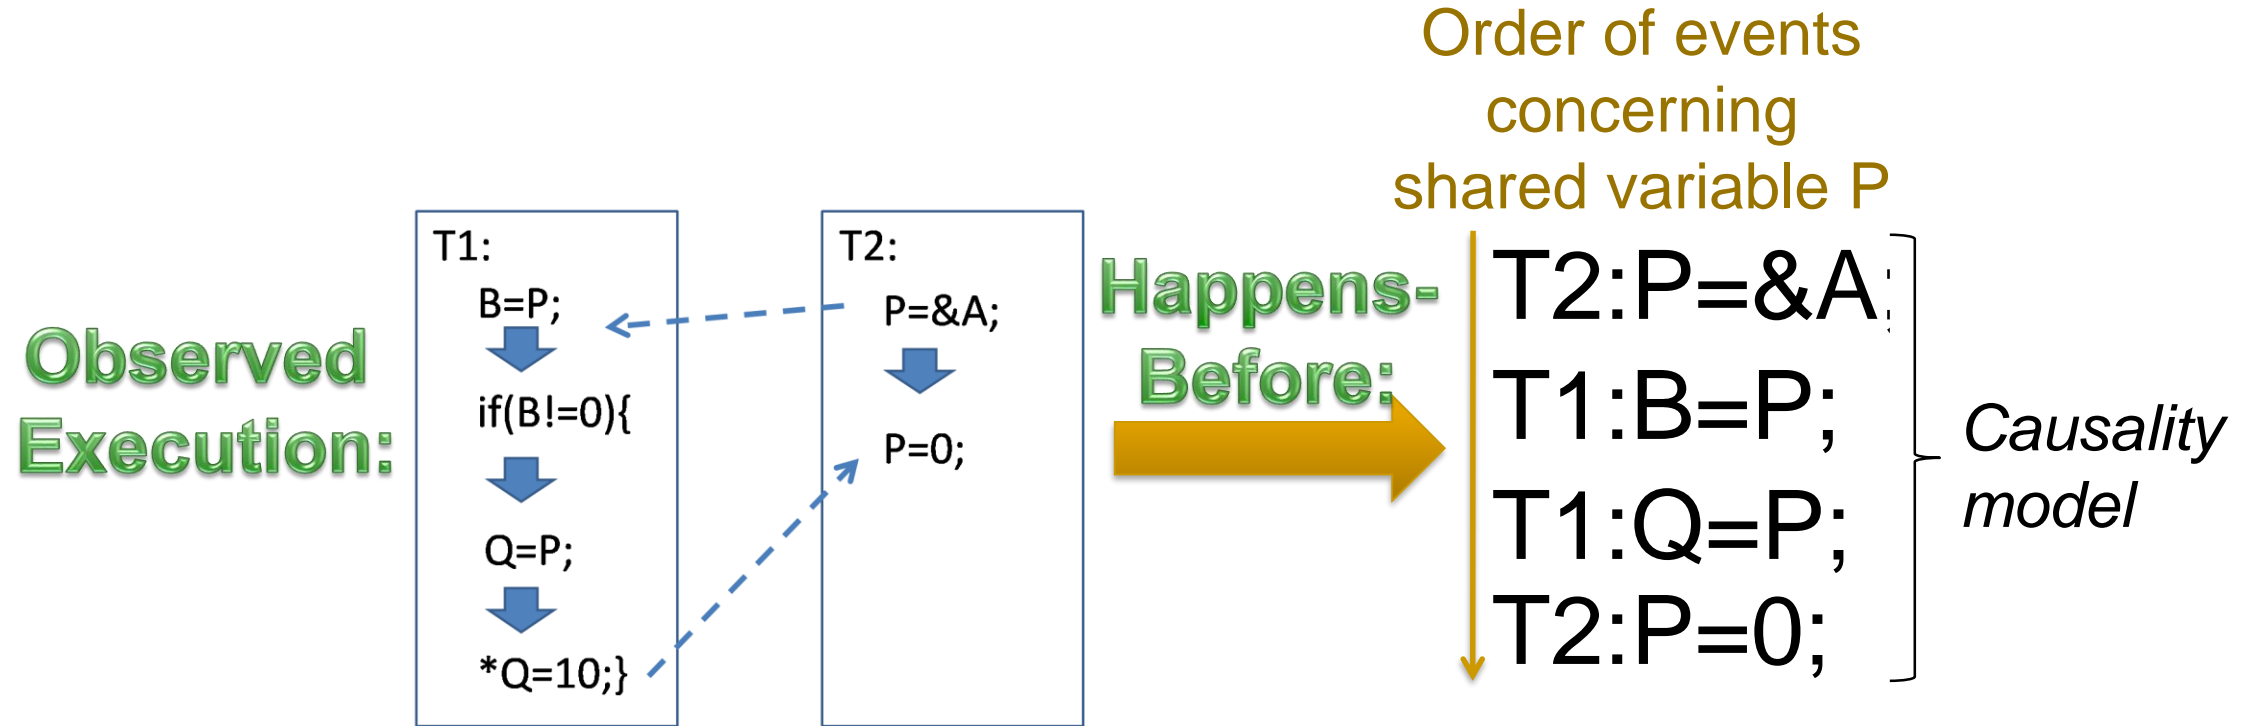 Observed
Execution:
T1:
B=P;
if(B!=0){
Q=P;
*Q=10;}
T2:
P=&A;
P=0;
Happens-
Before:
Order of events
concerning
shared variable P
T2:P=&A;
T1:B=P;
T1:Q=P;
T2:P=0;
Causality
model